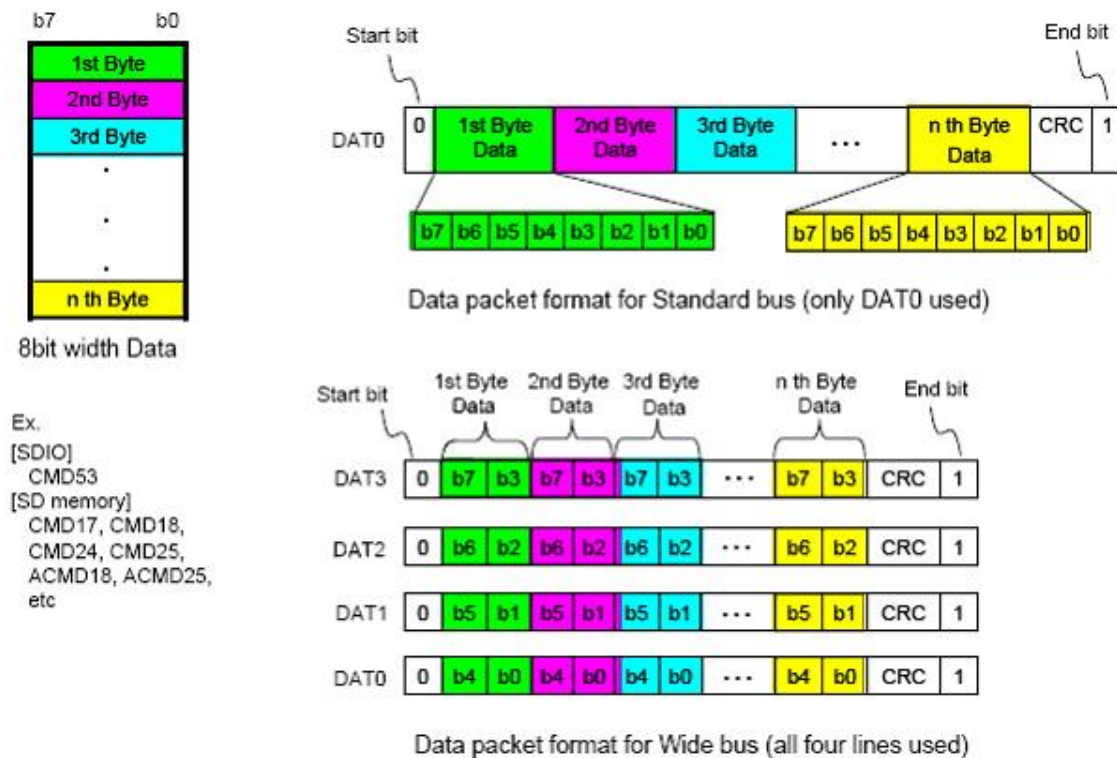 b7 b0
1st Byte
2nd Byte
3rd Byte
.
.
.
n th Byte
8bit width Data
Ex.
[SDIO]
CMD53
[SD memory]
CMD17, CMD18,
CMD24, CMD25,
ACMD18, ACMD25,
etc
Start bit
End bit
DAT0 0 1st Byte Data 2nd Byte Data 3rd Byte Data ... n th Byte Data CRC 1
b7 b6 b5 b4 b3 b2 b1 b0
b7 b6 b5 b4 b3 b2 b1 b0
Data packet format for Standard bus (only DAT0 used)
Start bit
1st Byte Data
2nd Byte Data
3rd Byte Data
n th Byte Data
End bit
DAT3 0 b7 b3 b7 b3 b7 b3 ... b7 b3 CRC 1
DAT2 0 b6 b2 b6 b2 b6 b2 ... b6 b2 CRC 1
DAT1 0 b5 b1 b5 b1 b5 b1 ... b5 b1 CRC 1
DAT0 0 b4 b0 b4 b0 b4 b0 ... b4 b0 CRC 1
Data packet format for Wide bus (all four lines used)